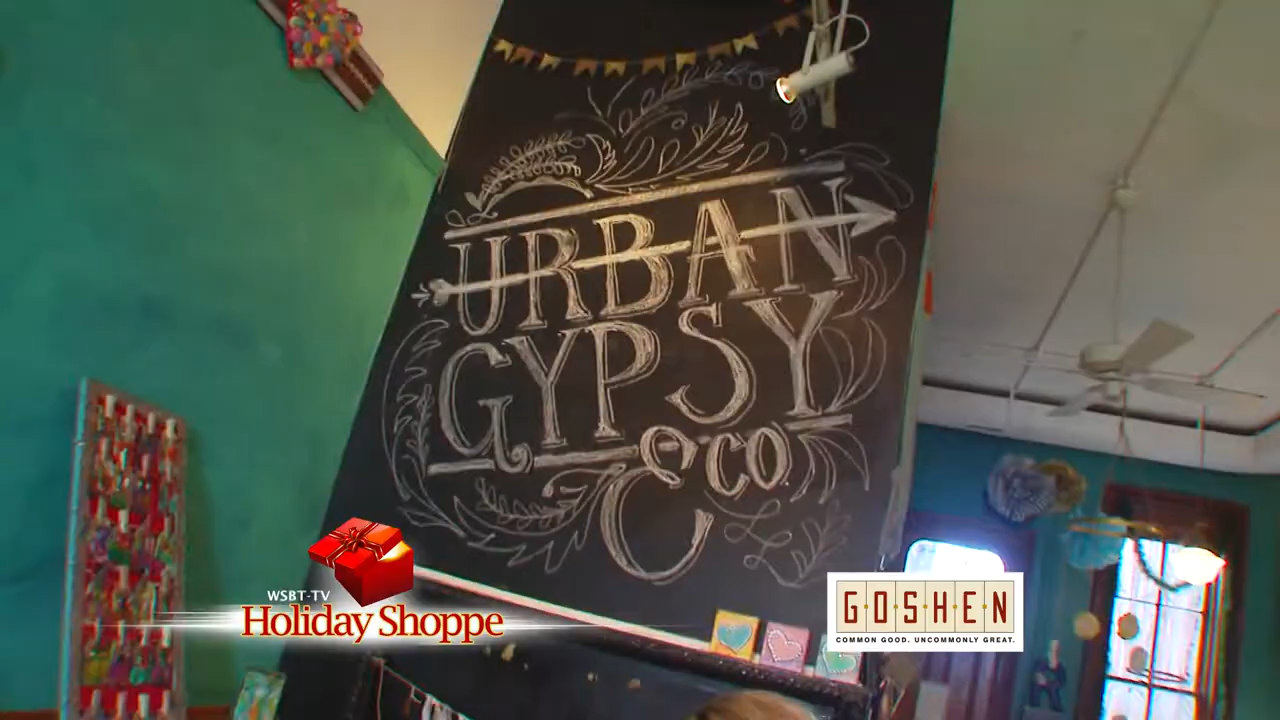 URBAN
GYPSY
& CO.
WSBT-TV
Holiday Shoppe
GOSHEN
COMMON GOOD. UNCOMMONLY GREAT.